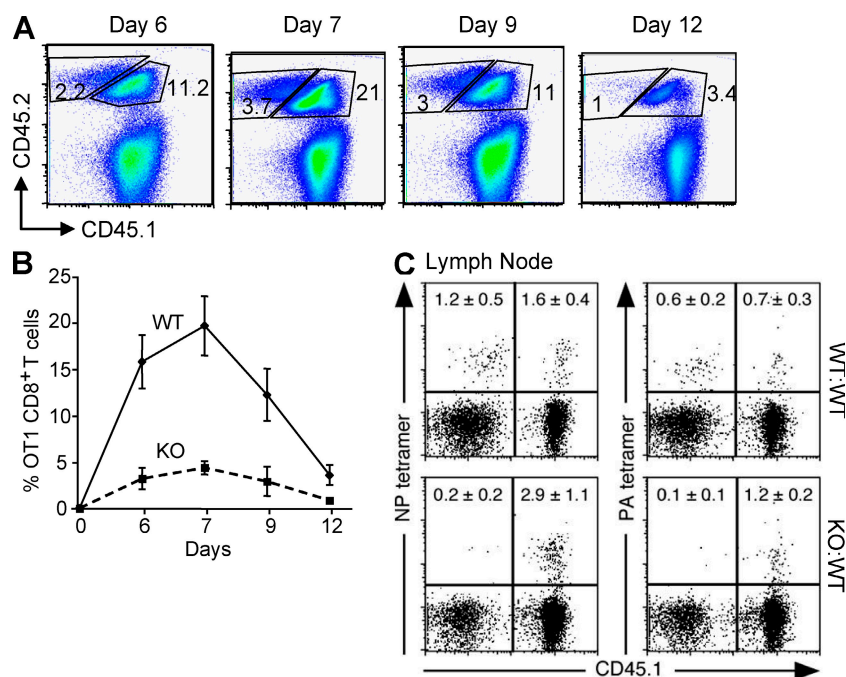 A
Day 6
Day 7
Day 9
Day 12
CD45.2
2.2
11.2
3.7
21
3
11
1
3.4
CD45.1
B
% OT1 CD8+ T cells
25
20
15
10
5
0
WT
KO
0
6
7
9
12
Days
C
Lymph Node
NP tetramer
1.2 ± 0.5
1.6 ± 0.4
PA tetramer
0.6 ± 0.2
0.7 ± 0.3
WT:WT
0.2 ± 0.2
2.9 ± 1.1
0.1 ± 0.1
1.2 ± 0.2
KO:WT
CD45.1